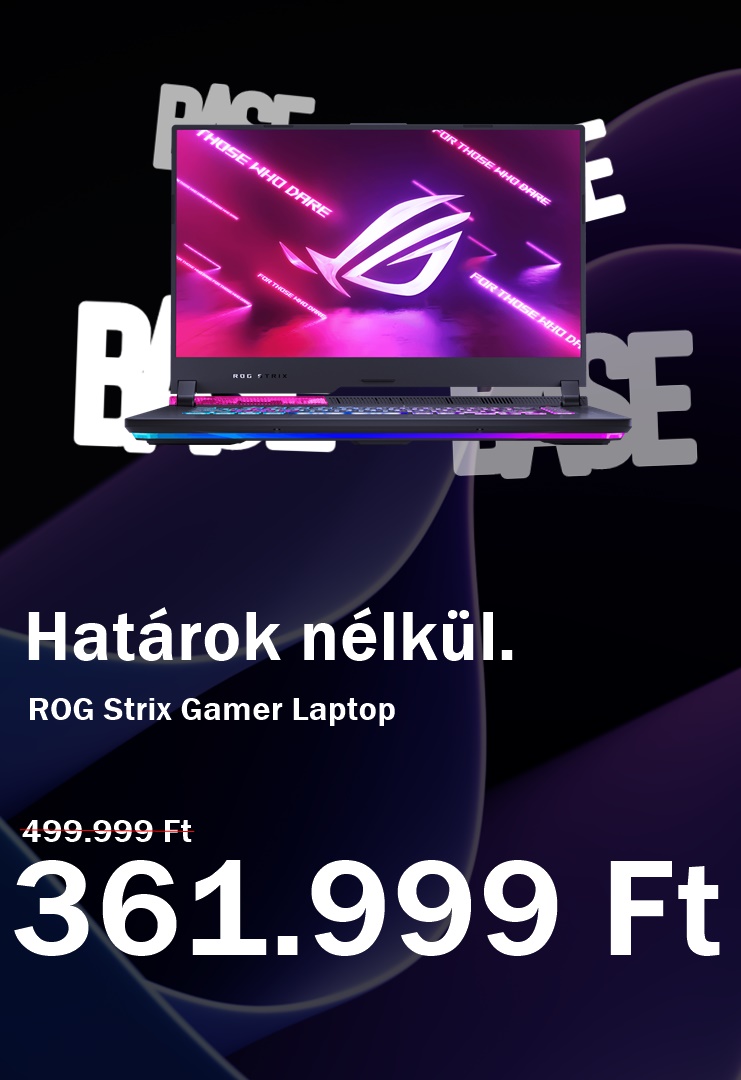 BASE
THOSE WHO DARE
FOR THOSE WHO DARE
FOR THOSE WHO DARE
FOR THOSE WHO DARE
ROG STRIX
BASE
BASE
Határok nélkül.
ROG Strix Gamer Laptop
499.999 Ft
361.999 Ft